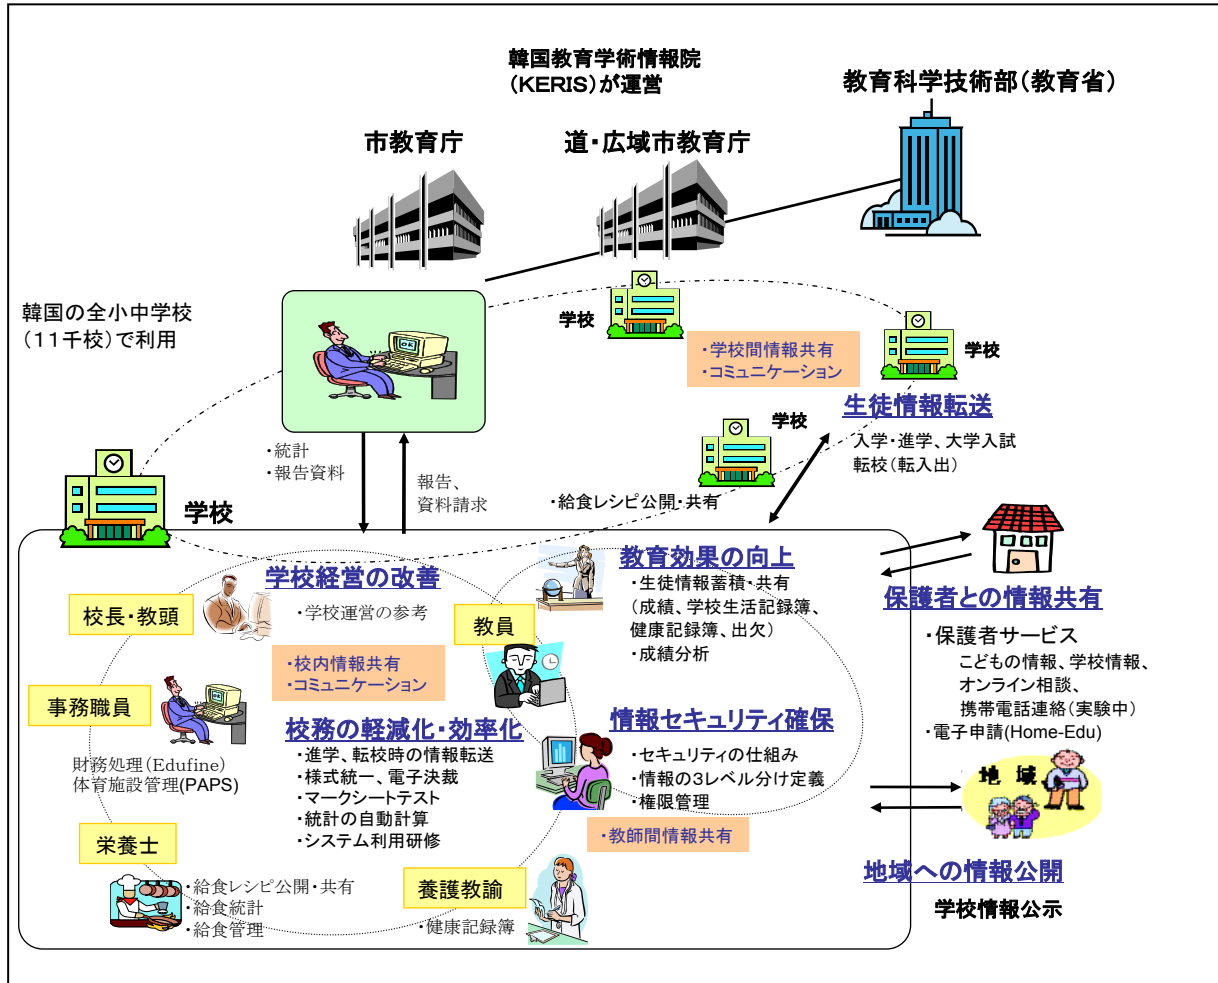 韓国教育学術情報院
(KERIS)が運営
教育科学技術部(教育省)
市教育庁
道・広域市教育庁
韓国の全小中学校
(11千校)で利用
学校
・学校間情報共有
・コミュニケーション
学校
生徒情報転送
入学・進学、大学入試
転校(転入出)
学校
・統計
・報告資料
報告、
資料請求
・給食レシピ公開・共有
学校
学校経営の改善
・学校運営の参考
校長・教頭
・校内情報共有
・コミュニケーション
教員
教育効果の向上
・生徒情報蓄積・共有
(成績、学校生活記録簿、
健康記録簿、出欠)
・成績分析
保護者との情報共有
・保護者サービス
こどもの情報、学校情報、
オンライン相談、
携帯電話連絡(実験中)
・電子申請(Home-Edu)
事務職員
財務処理(Edufine)
体育施設管理(PAPS)
校務の軽減化・効率化
・進学、転校時の情報転送
・様式統一、電子決裁
・マークシートテスト
・統計の自動計算
・システム利用研修
情報セキュリティ確保
・セキュリティの仕組み
・情報の3レベル分け定義
・権限管理
・教師間情報共有
地域
地域への情報公開
学校情報公示
栄養士
・給食レシピ公開・共有
・給食統計
・給食管理
養護教諭
・健康記録簿
OK